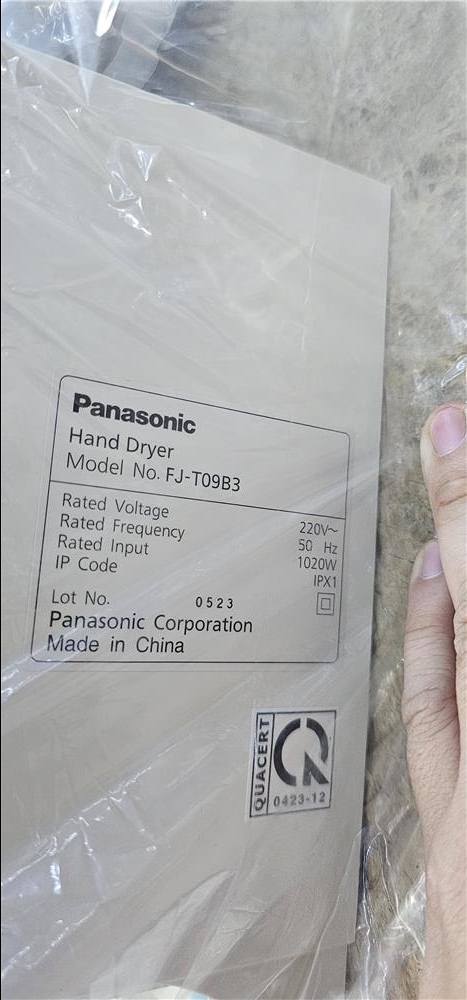 Panasonic
Hand Dryer
Model No. FJ-T09B3
Rated Voltage 220V~
Rated Frequency 50 Hz
Rated Input 1020W
IP Code IPX1
Lot No. 0523
Panasonic Corporation
Made in China
QUACERT
0423-12